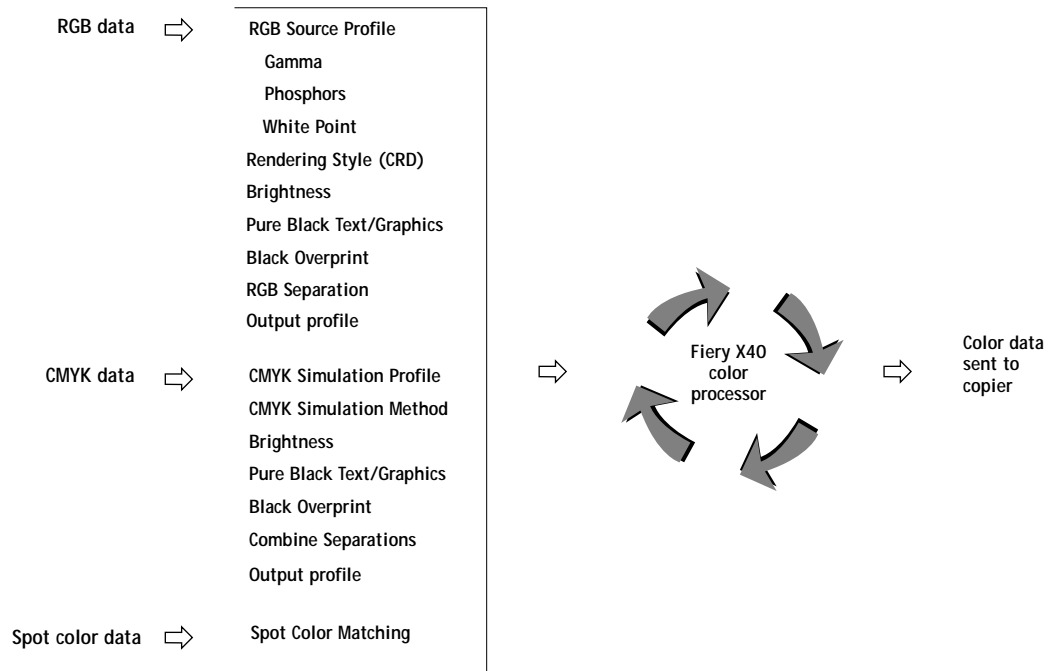 RGB data
RGB Source Profile
Gamma
Phosphors
White Point
Rendering Style (CRD)
Brightness
Pure Black Text/Graphics
Black Overprint
RGB Separation
Output profile
CMYK data
CMYK Simulation Profile
CMYK Simulation Method
Brightness
Pure Black Text/Graphics
Black Overprint
Combine Separations
Output profile
Spot color data
Spot Color Matching
Fiery X40
color
processor
Color data
sent to
copier